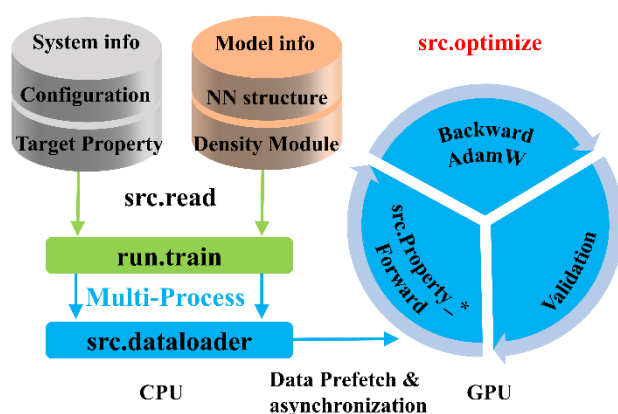 System info
Configuration
Target Property
Model info
NN structure
Density Module
src.optimize
src.read
run.train
Multi-Process
src.dataloader
Backward
AdamW
src.Property_*
Forward
Validation
CPU
Data Prefetch &
asynchronization
GPU